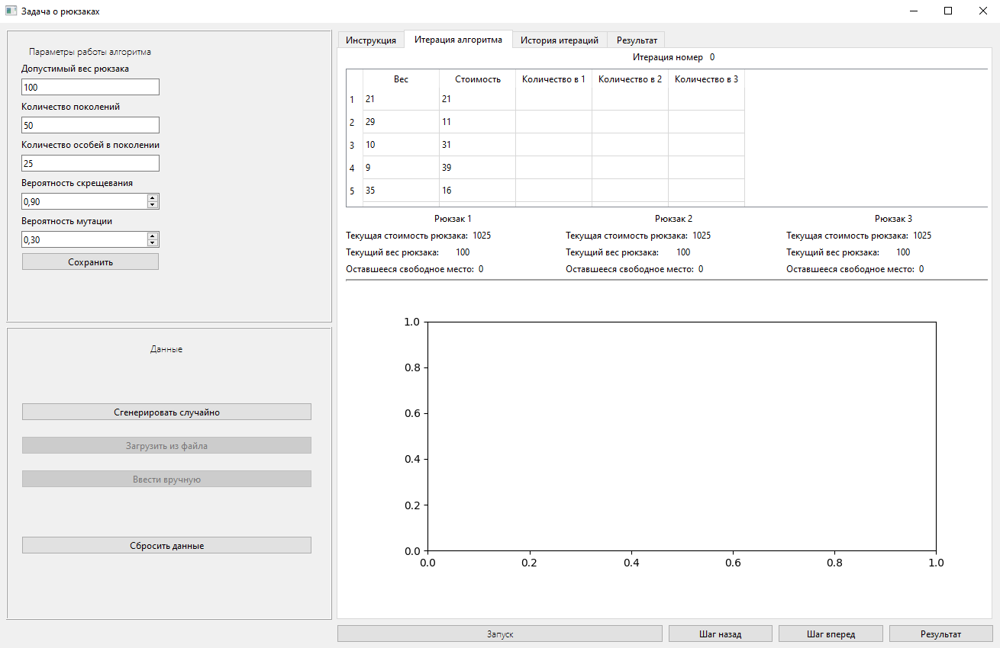 Задача о рюкзаках
Параметры работы алгоритма
Допустимый вес рюкзака
100
Количество поколений
50
Количество особей в поколении
25
Вероятность скрещевания
0,90
Вероятность мутации
0,30
Сохранить
Данные
Сгенерировать случайно
Загрузить из файла
Ввести вручную
Сбросить данные
Инструкция Итерация алгоритма История итераций Результат
Итерация номер 0
Вес Стоимость Количество в 1 Количество в 2 Количество в 3
1 21 21
2 29 11
3 10 31
4 9 39
5 35 16
Рюкзак 1 Рюкзак 2 Рюкзак 3
Текущая стоимость рюкзака: 1025 Текущая стоимость рюкзака: 1025 Текущая стоимость рюкзака: 1025
Текущий вес рюкзака: 100 Текущий вес рюкзака: 100 Текущий вес рюкзака: 100
Оставшееся свободное место: 0 Оставшееся свободное место: 0 Оставшееся свободное место: 0
1.0
0.8
0.6
0.4
0.2
0.0
0.0 0.2 0.4 0.6 0.8 1.0
Запуск Шаг назад Шаг вперед Результат